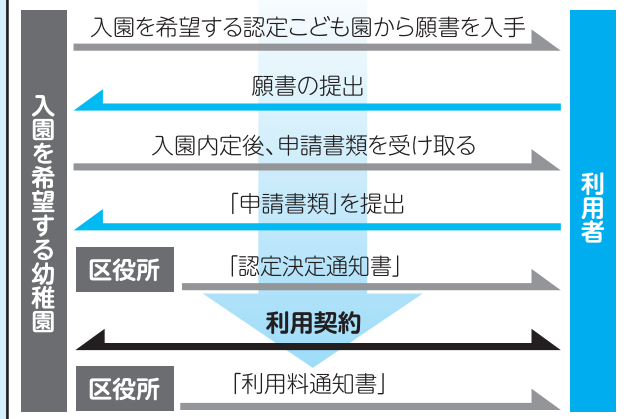 入園を希望する認定こども園から願書を入手
願書の提出
入園内定後、申請書類を受け取る
「申請書類」を提出
区役所
「認定決定通知書」
利用契約
区役所
「利用料通知書」
入園を希望する幼稚園
利用者